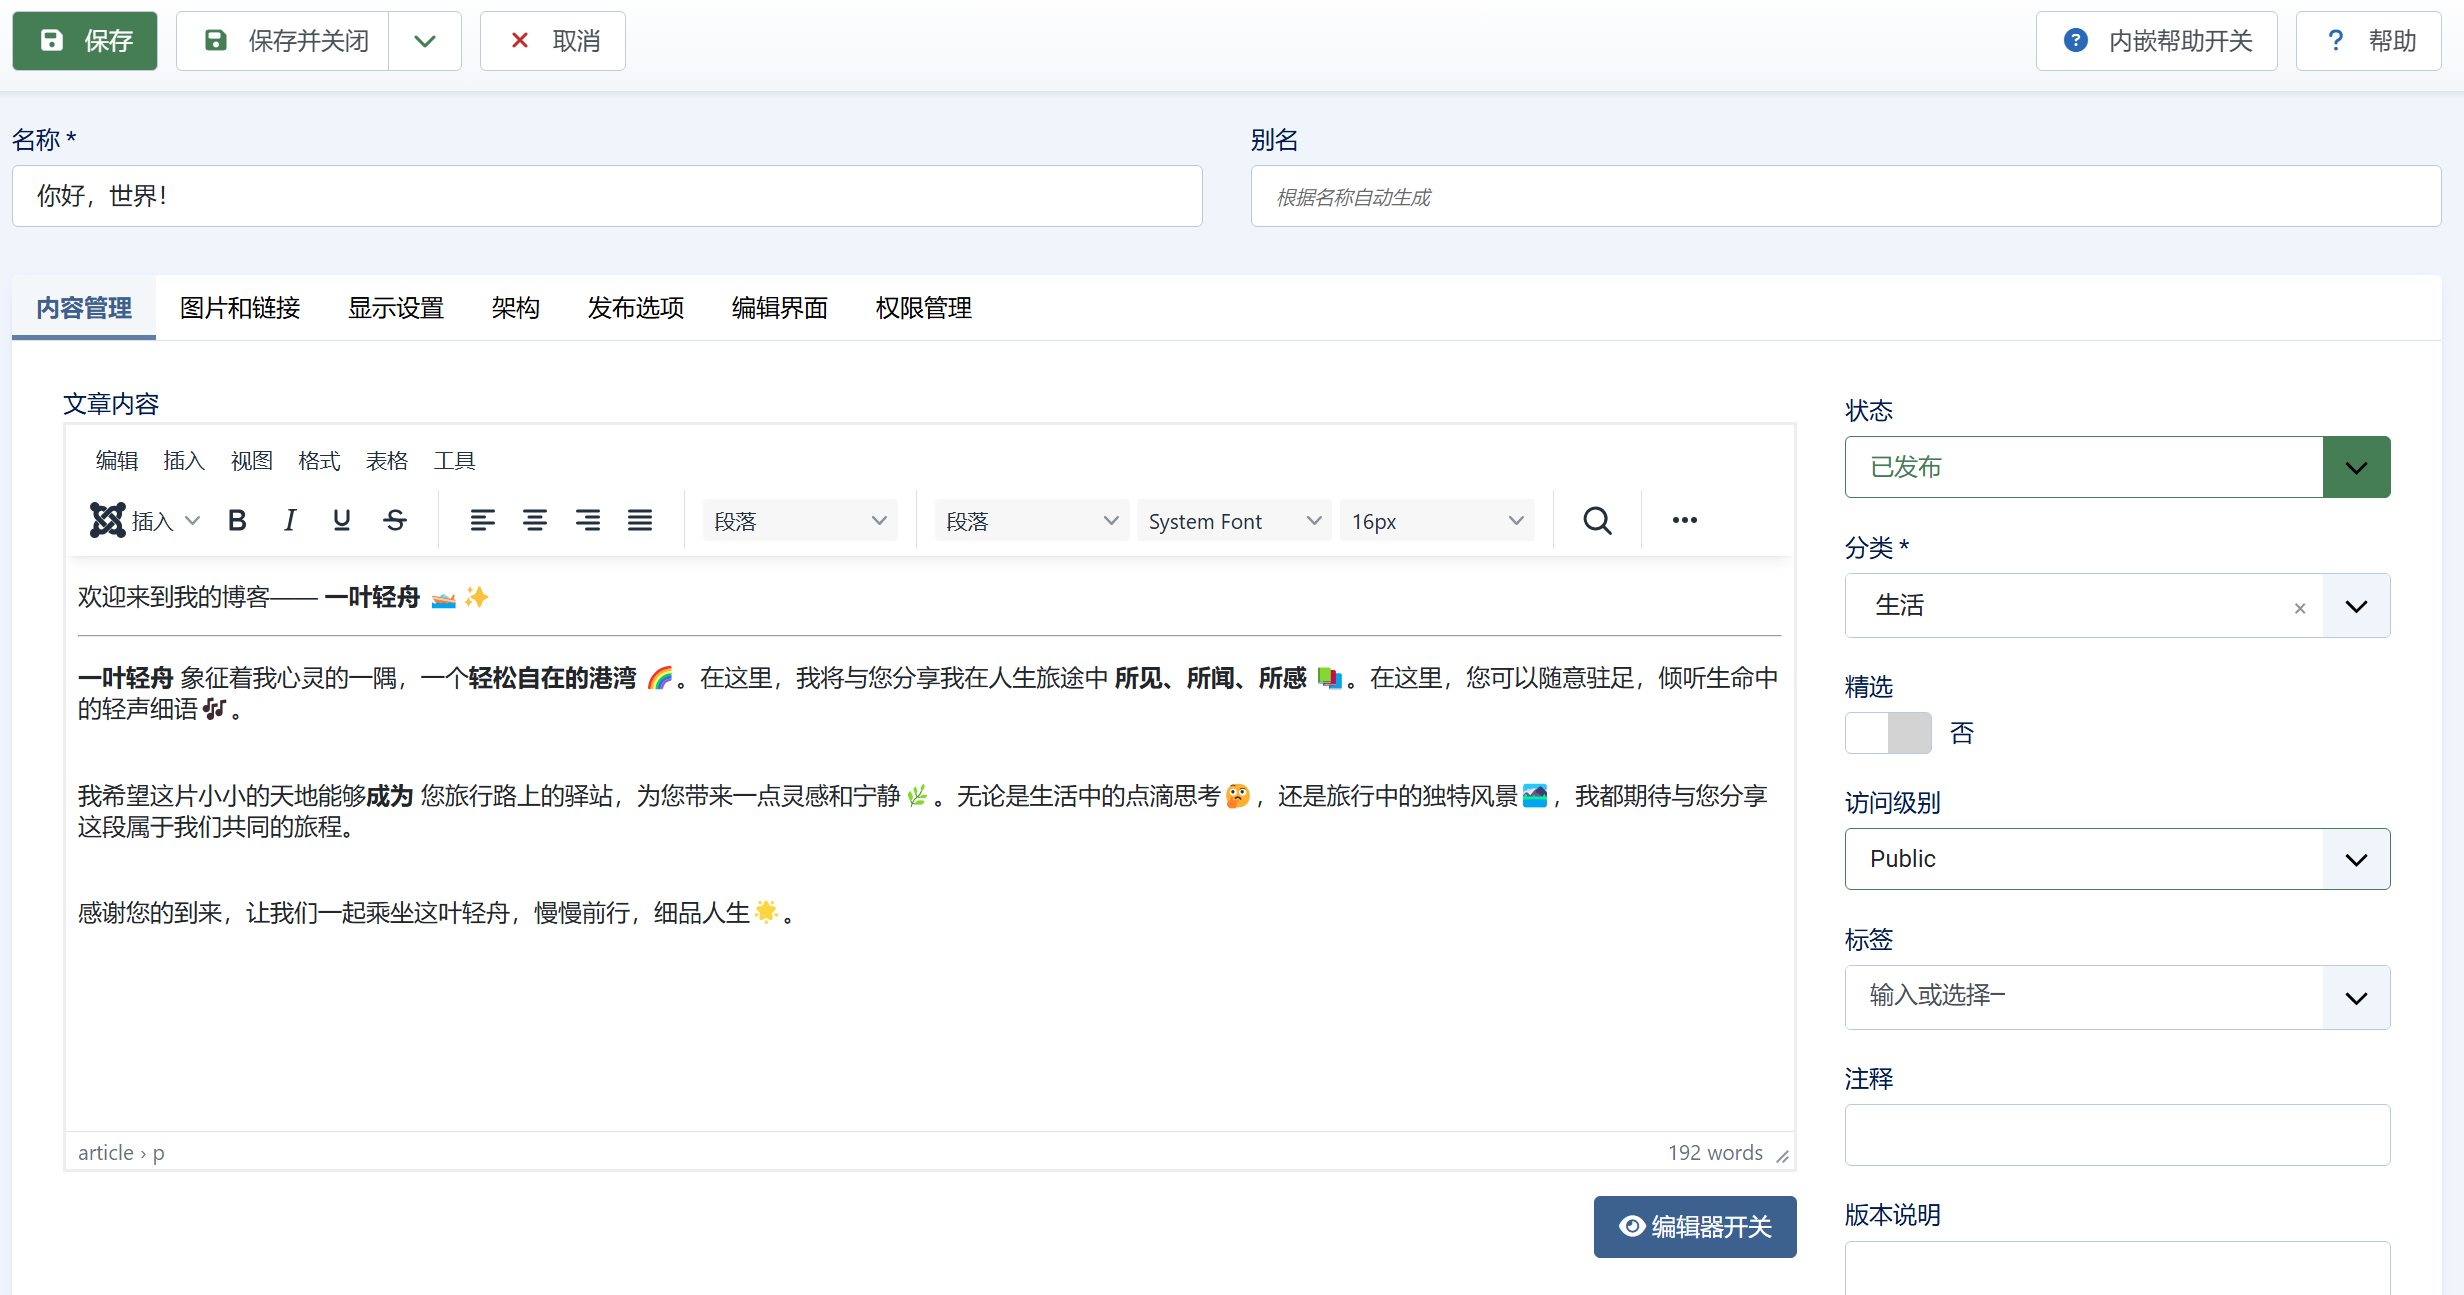 保存
保存并关闭
取消
内嵌帮助开关
? 帮助
名称 *
别名
你好，世界！
根据名称自动生成
内容管理 图片和链接 显示设置 架构 发布选项 编辑界面 权限管理
文章内容
编辑 插入 视图 格式 表格 工具
插入 B I U S 段落 段落 System Font 16px
欢迎来到我的博客—— 一叶轻舟 🚤 ✨
一叶轻舟 象征着我心灵的一隅，一个轻松自在的港湾 🌈。在这里，我将与您分享我在人生旅途中 所见、所闻、所感 📚。在这里，您可以随意驻足，倾听生命中
的轻声细语🎶。
我希望这片小小的天地能够成为 您旅行路上的驿站，为您带来一点灵感和宁静🌿。无论是生活中的点滴思考🤔，还是旅行中的独特风景🏞️，我都期待与您分享
这段属于我们共同的旅程。
感谢您的到来，让我们一起乘坐这叶轻舟，慢慢前行，细品人生🌟。
article › p
192 words
编辑器开关
状态
已发布
分类 *
生活 ×
精选
否
访问级别
Public
标签
输入或选择—
注释
版本说明